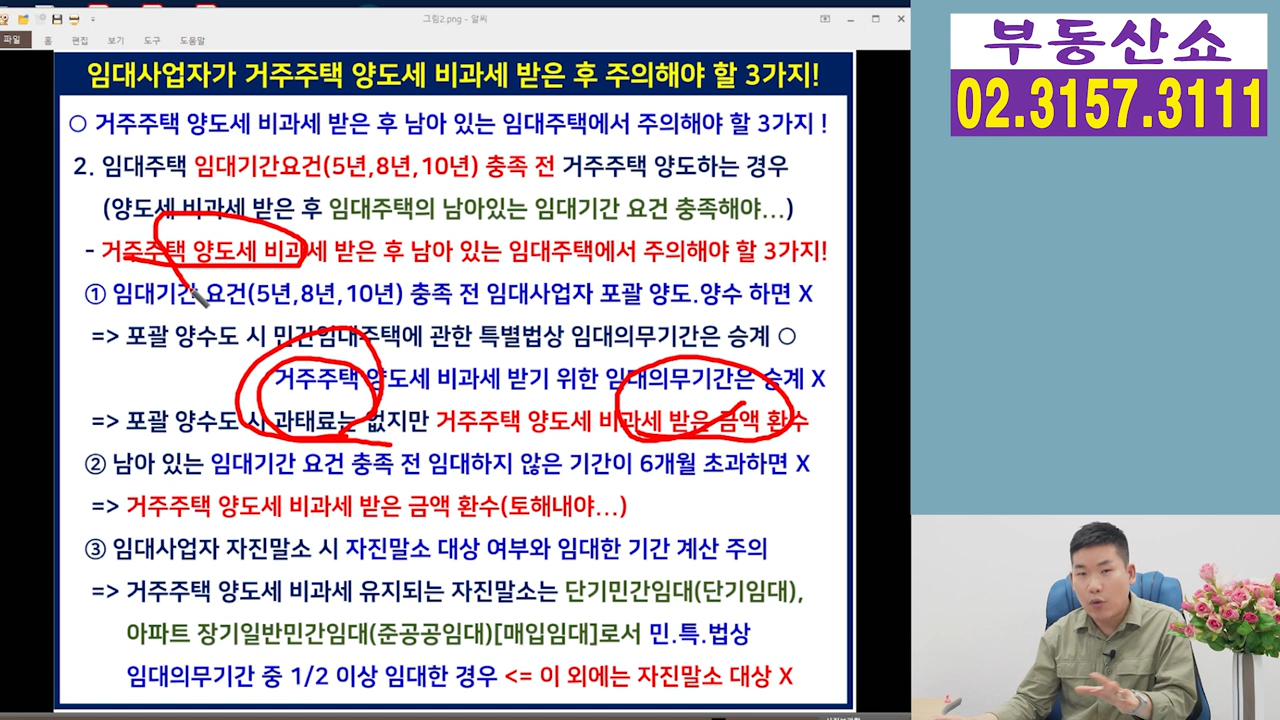 그림2.png - 알씨
파일 홈 편집 보기 도구 도움말
임대사업자가 거주주택 양도세 비과세 받은 후 주의해야 할 3가지!
○ 거주주택 양도세 비과세 받은 후 남아 있는 임대주택에서 주의해야 할 3가지 !
2. 임대주택 임대기간요건(5년,8년,10년) 충족 전 거주주택 양도하는 경우
(양도세 비과세 받은 후 임대주택의 남아있는 임대기간 요건 충족해야...)
- 거주주택 양도세 비과세 받은 후 남아 있는 임대주택에서 주의해야 할 3가지!
① 임대기간 요건(5년,8년,10년) 충족 전 임대사업자 포괄 양도.양수 하면 X
=> 포괄 양수도 시 민간임대주택에 관한 특별법상 임대의무기간은 승계 ○
거주주택 양도세 비과세 받기 위한 임대의무기간은 승계 X
=> 포괄 양수도 시 과태료는 없지만 거주주택 양도세 비과세 받은 금액 환수
② 남아 있는 임대기간 요건 충족 전 임대하지 않은 기간이 6개월 초과하면 X
=> 거주주택 양도세 비과세 받은 금액 환수(토해내야...)
③ 임대사업자 자진말소 시 자진말소 대상 여부와 임대한 기간 계산 주의
=> 거주주택 양도세 비과세 유지되는 자진말소는 단기민간임대(단기임대),
아파트 장기일반민간임대(준공공임대)[매입임대]로서 민.특.법상
임대의무기간 중 1/2 이상 임대한 경우 <= 이 외에는 자진말소 대상 X
부동산쇼
02.3157.3111